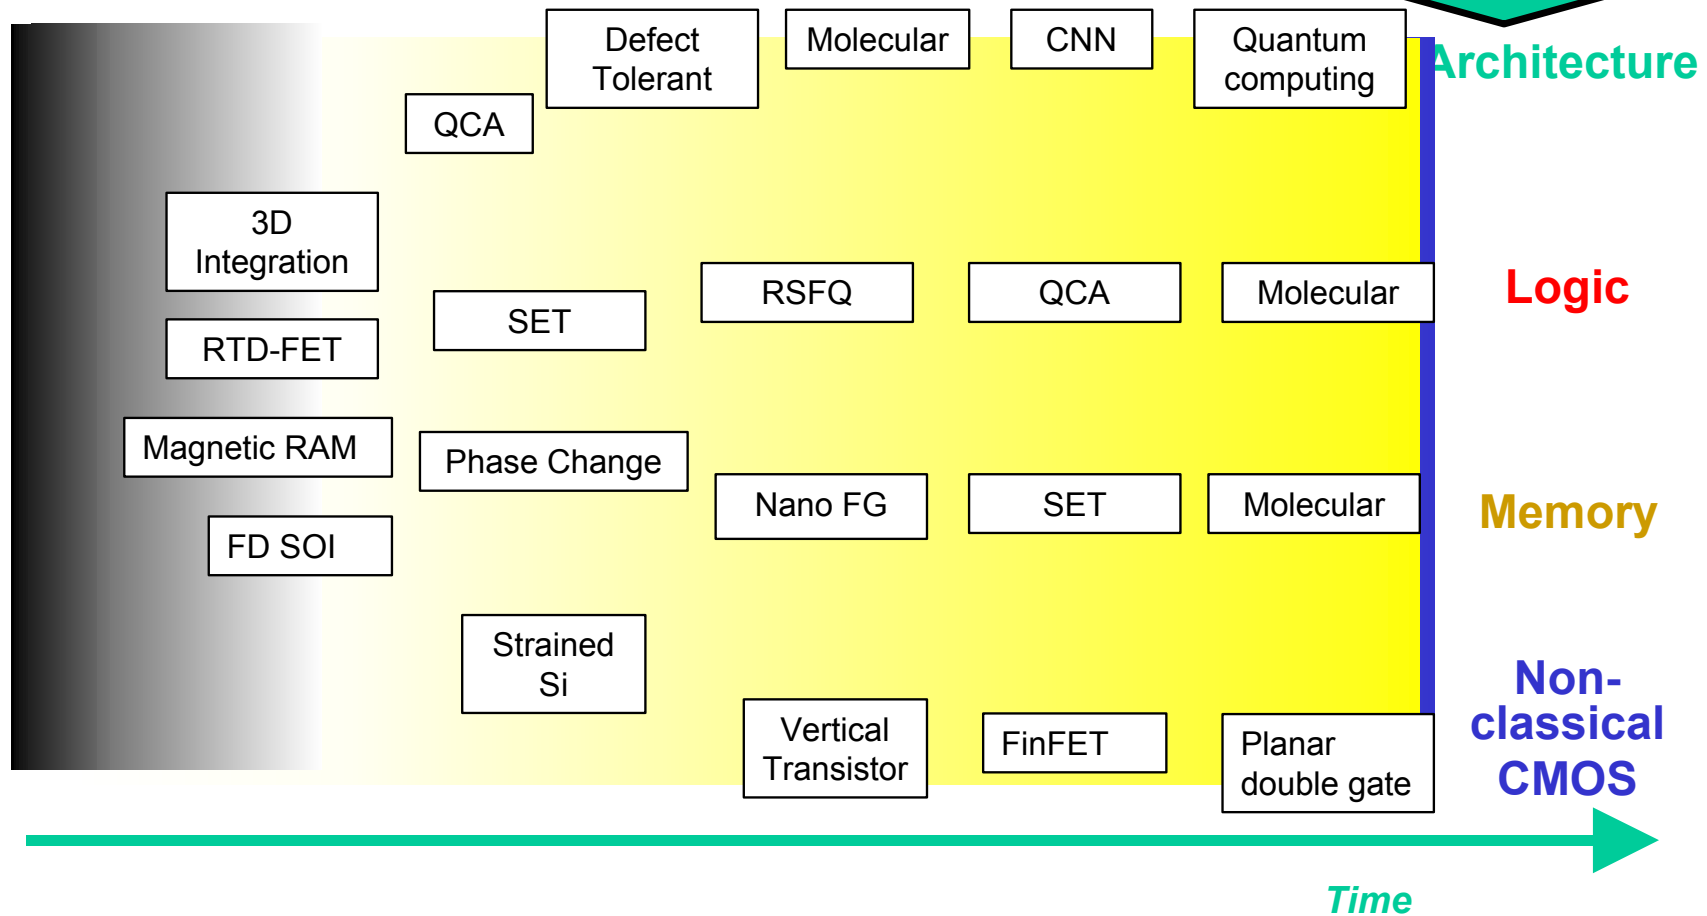 Defect
Tolerant
Molecular
CNN
Quantum
computing
Architecture
QCA
3D
Integration
RSFQ
QCA
Molecular
Logic
SET
RTD-FET
Magnetic RAM
Phase Change
Nano FG
SET
Molecular
Memory
FD SOI
Strained
Si
Vertical
Transistor
FinFET
Planar
double gate
Non-
classical
CMOS
Time